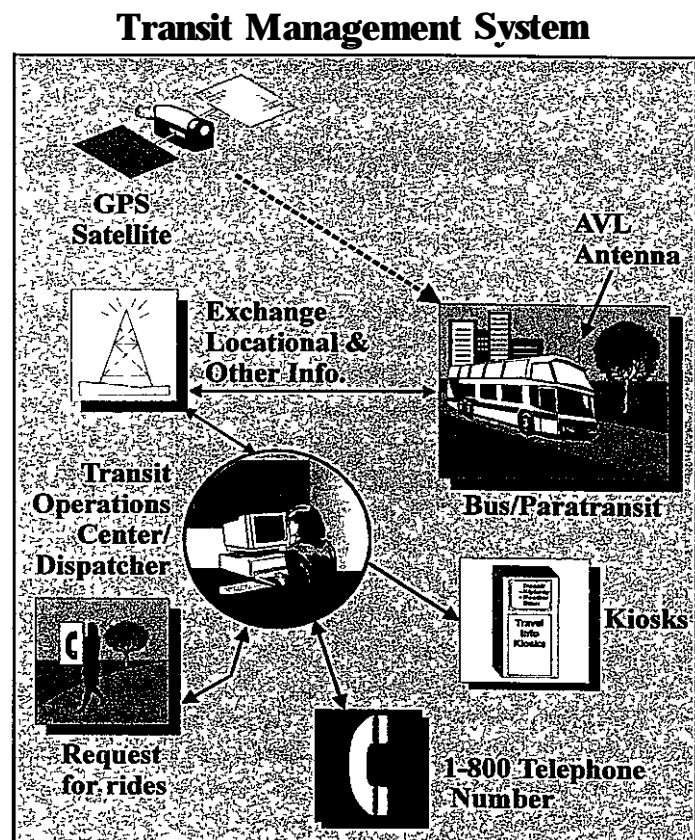 Transit Management System
GPS
Satellite
AVL
Antenna
Exchange
Locational &
Other Info.
Transit
Operations
Center/
Dispatcher
Bus/Paratransit
Travel
Info
Kiosks
Kiosks
Request
for rides
1-800 Telephone
Number